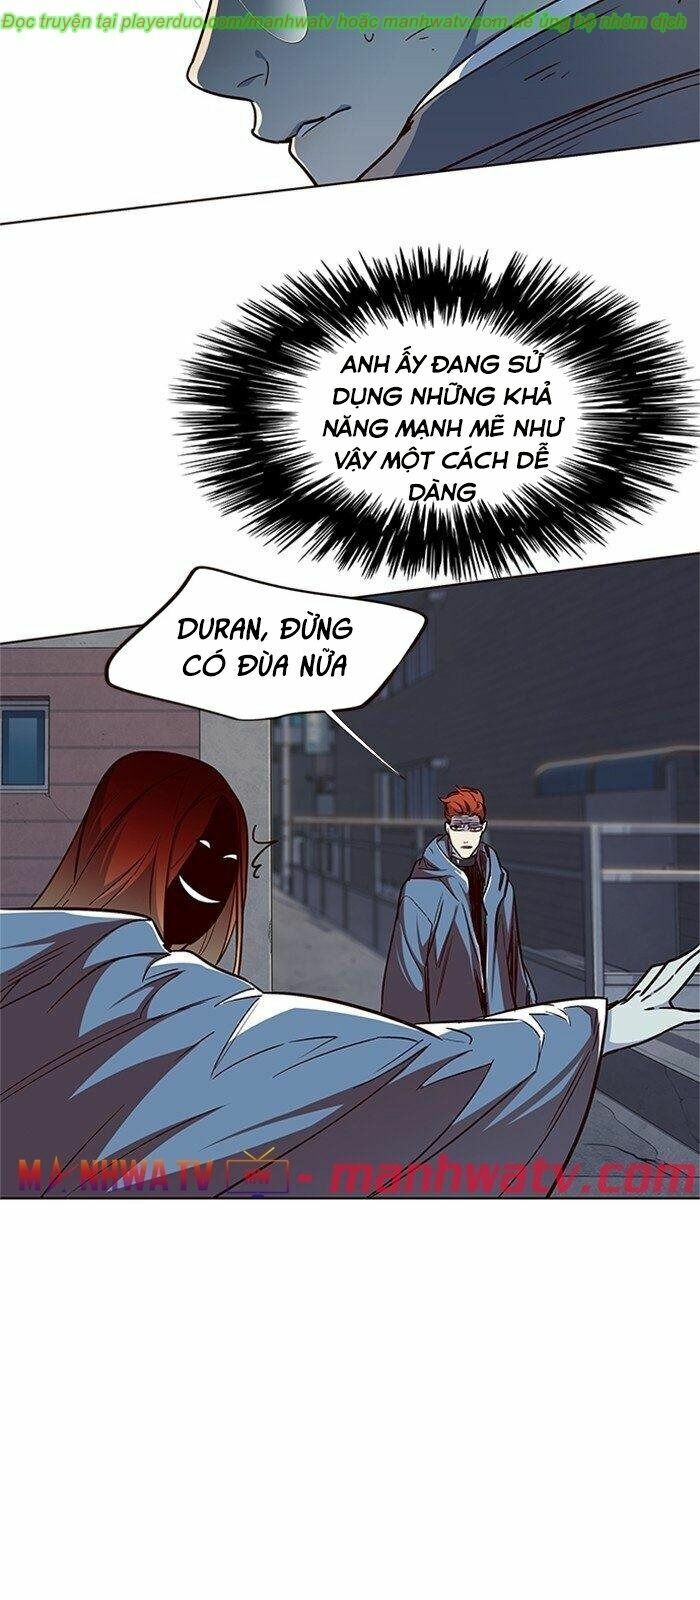 Đọc truyện tại playerduo.com/manhwatv hoặc manhwatv.com để ủng hộ nhóm dịch
ANH ẤY ĐANG SỬ
DỤNG NHỮNG KHẢ
NĂNG MẠNH MẼ NHƯ
VẬY MỘT CÁCH DỄ
DÀNG
DURAN, ĐỪNG
CÓ ĐÙA NỮA
MANHWATV - manhwatv.com